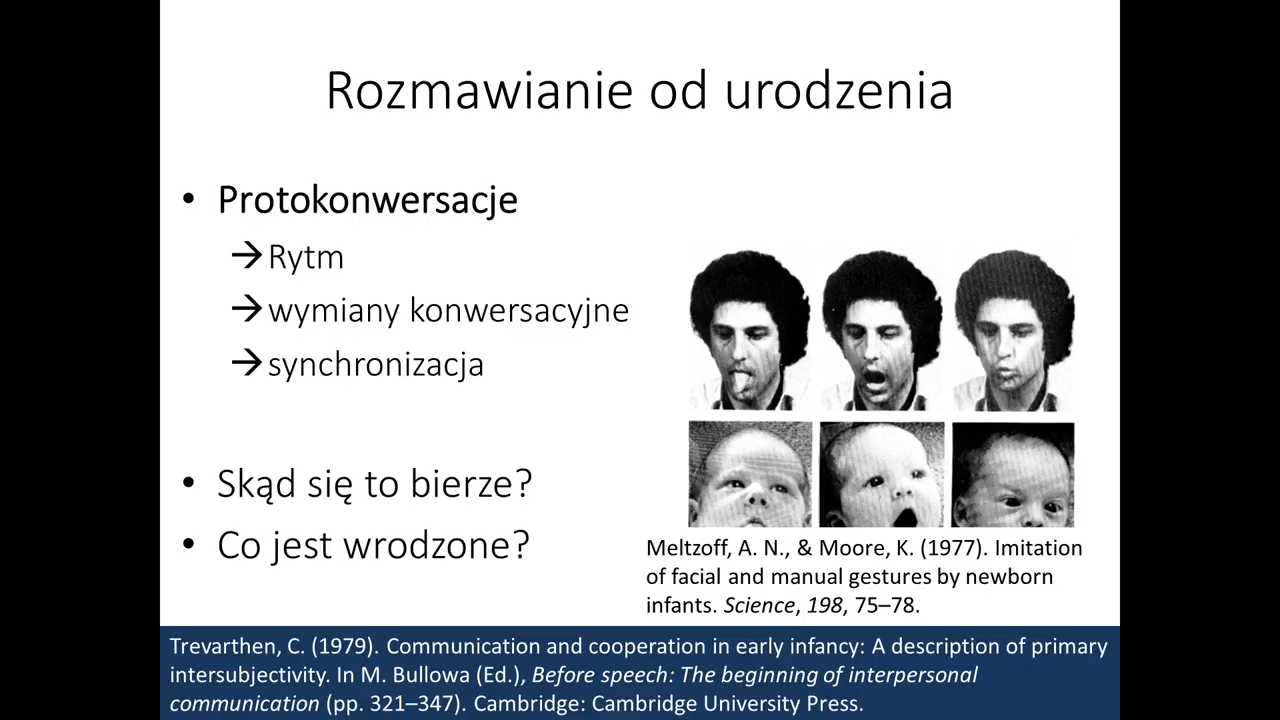 Rozmawianie od urodzenia
• Protokonwersacje
→ Rytm
→ wymiany konwersacyjne
→ synchronizacja
• Skąd się to bierze?
• Co jest wrodzone?
Meltzoff, A. N., & Moore, K. (1977). Imitation
of facial and manual gestures by newborn
infants. Science, 198, 75–78.
Trevarthen, C. (1979). Communication and cooperation in early infancy: A description of primary
intersubjectivity. In M. Bullowa (Ed.), Before speech: The beginning of interpersonal
communication (pp. 321–347). Cambridge: Cambridge University Press.